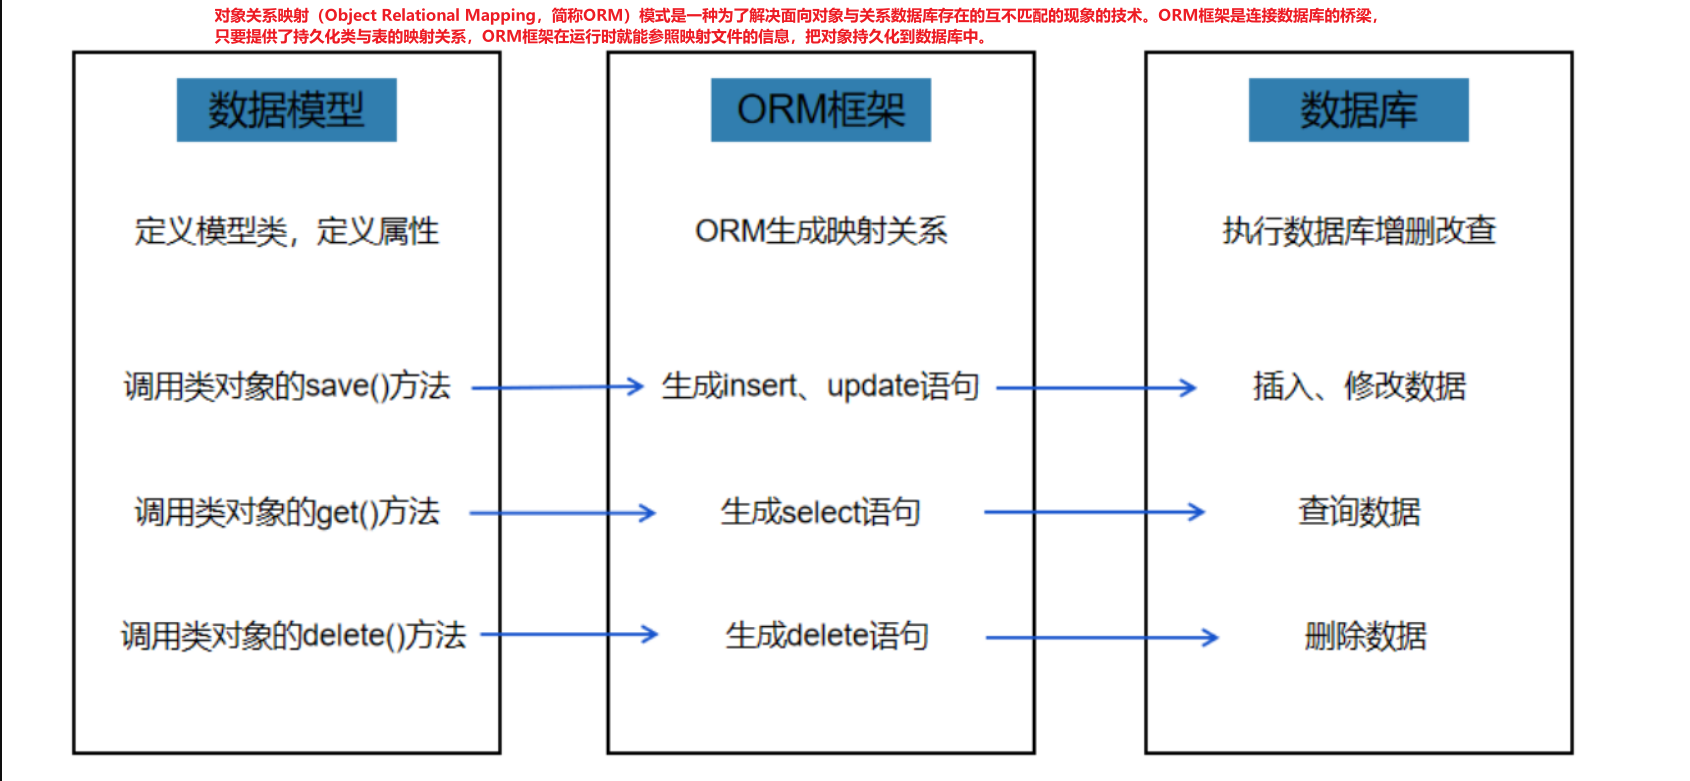 对象关系映射（Object Relational Mapping，简称ORM）模式是一种为了解决面向对象与关系数据库存在的互不匹配的现象的技术。ORM框架是连接数据库的桥梁，
只要提供了持久化类与表的映射关系，ORM框架在运行时就能参照映射文件的信息，把对象持久化到数据库中。
数据模型
ORM框架
数据库
定义模型类，定义属性
ORM生成映射关系
执行数据库增删改查
调用类对象的save()方法
生成insert、update语句
插入、修改数据
调用类对象的get()方法
生成select语句
查询数据
调用类对象的delete()方法
生成delete语句
删除数据